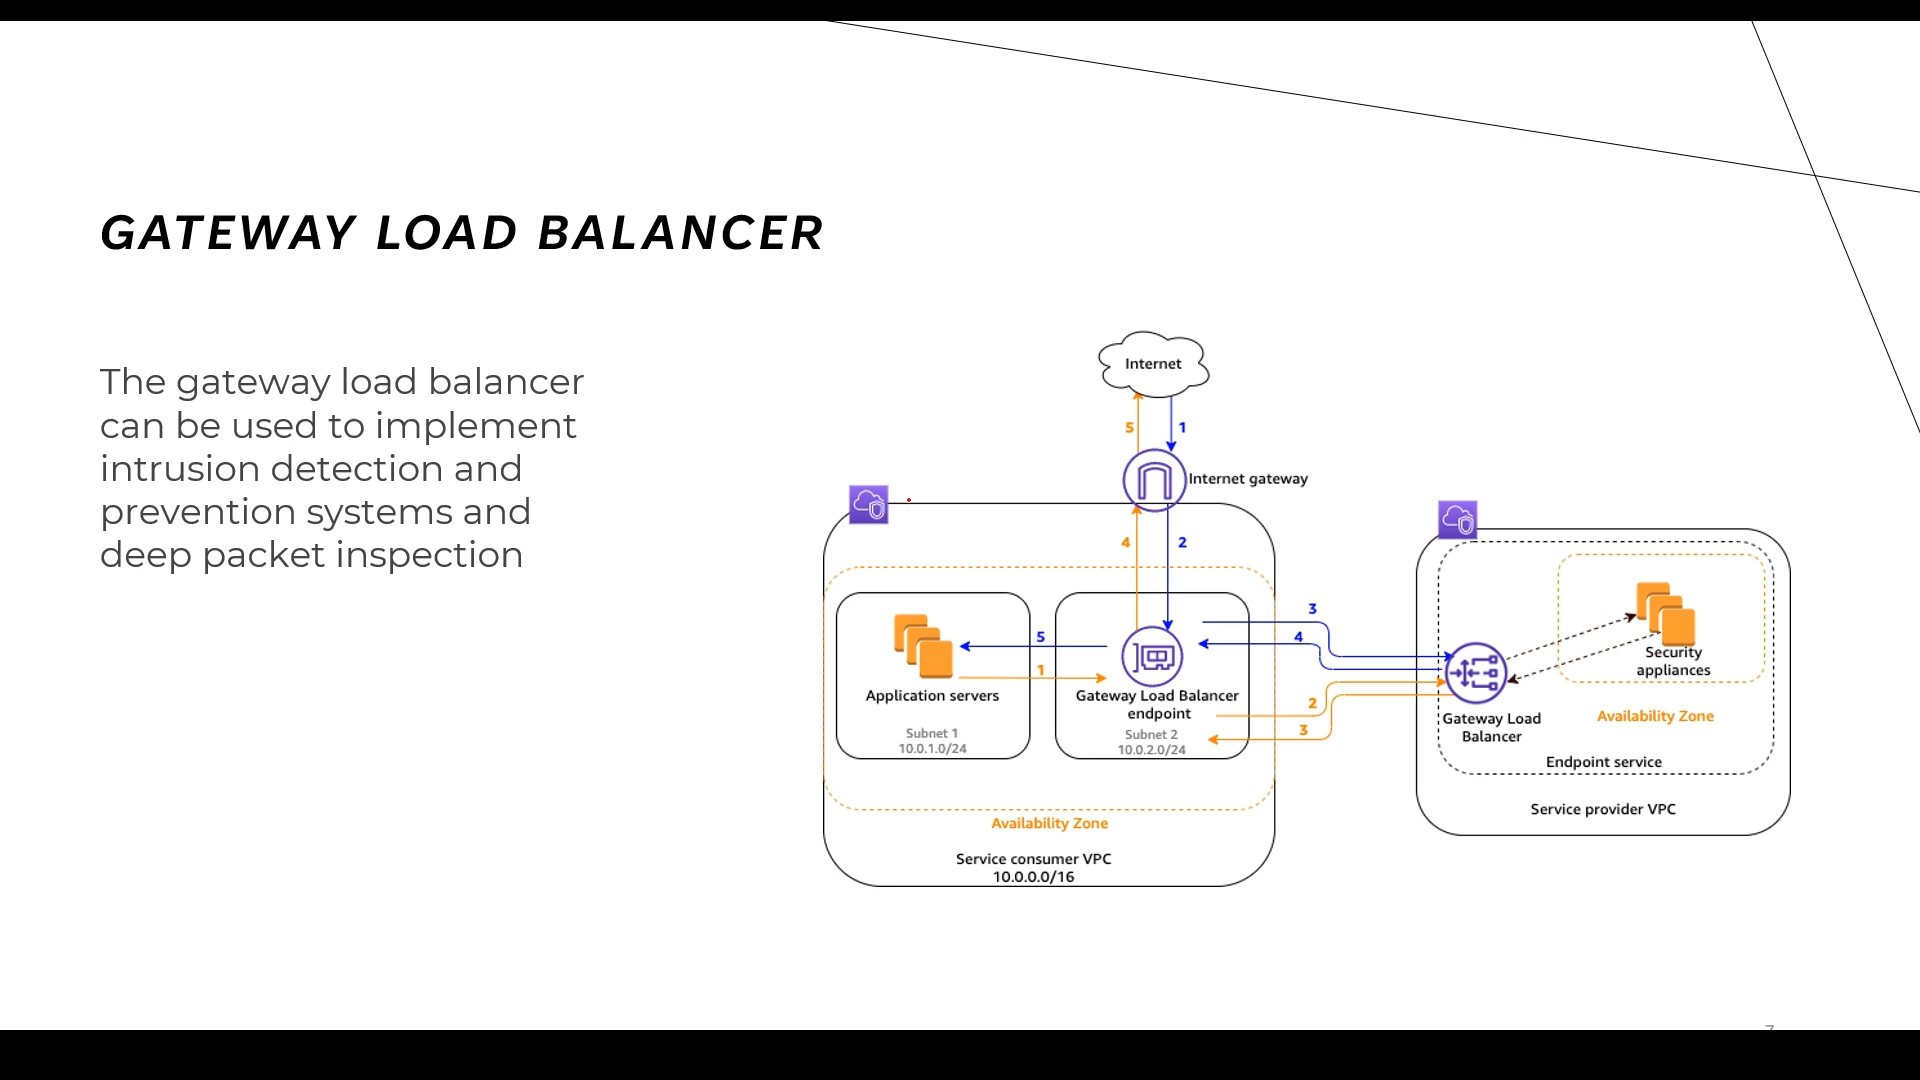 GATEWAY LOAD BALANCER
The gateway load balancer
can be used to implement
intrusion detection and
prevention systems and
deep packet inspection
Internet
5
1
Internet gateway
4
2
5
1
Application servers
Subnet 1
10.0.1.0/24
Gateway Load Balancer
endpoint
Subnet 2
10.0.2.0/24
3
4
2
3
Availability Zone
Service consumer VPC
10.0.0.0/16
Security
appliances
Availability Zone
Gateway Load
Balancer
Endpoint service
Service provider VPC